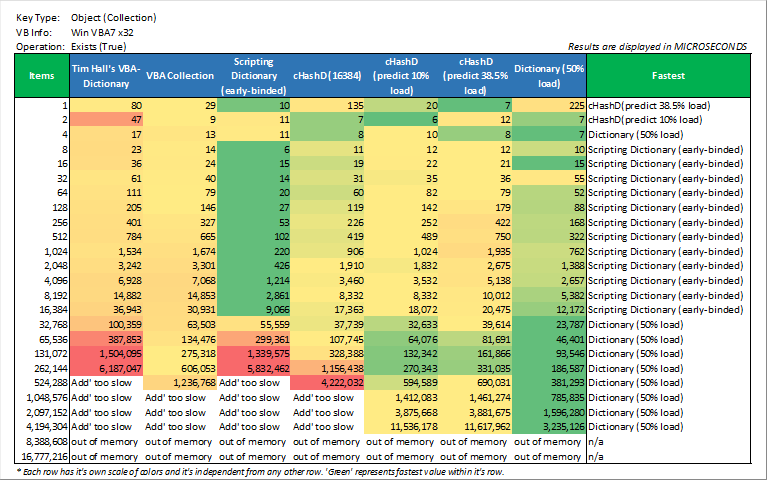 Key Type: Object (Collection)
VB Info: Win VBA7 x32
Operation: Exists (True)
Results are displayed in MICROSECONDS
Items Tim Hall's VBA-Dictionary VBA Collection Scripting Dictionary (early-binded) cHashD(16384) cHashD (predict 10% load) cHashD (predict 38.5% load) Dictionary (50% load) Fastest
1 80 29 10 135 20 7 225 cHashD(predict 38.5% load)
2 47 9 11 7 6 12 7 cHashD(predict 10% load)
4 17 13 11 8 10 8 7 Dictionary (50% load)
8 23 14 6 11 12 12 10 Scripting Dictionary (early-binded)
16 36 24 15 19 22 21 15 Scripting Dictionary (early-binded)
32 61 40 14 31 35 36 55 Scripting Dictionary (early-binded)
64 111 79 20 60 82 79 52 Scripting Dictionary (early-binded)
128 205 146 27 119 142 179 88 Scripting Dictionary (early-binded)
256 401 327 53 226 252 422 168 Scripting Dictionary (early-binded)
512 784 665 102 419 489 750 322 Scripting Dictionary (early-binded)
1,024 1,534 1,674 220 906 1,024 1,935 762 Scripting Dictionary (early-binded)
2,048 3,242 3,301 426 1,910 1,832 2,675 1,388 Scripting Dictionary (early-binded)
4,096 6,928 7,068 1,214 3,460 3,532 5,138 2,657 Scripting Dictionary (early-binded)
8,192 14,882 14,853 2,861 8,332 8,332 10,012 5,382 Scripting Dictionary (early-binded)
16,384 36,943 30,931 9,066 17,363 18,072 20,475 12,172 Scripting Dictionary (early-binded)
32,768 100,359 63,503 55,559 37,739 32,633 39,614 23,787 Dictionary (50% load)
65,536 387,853 134,476 299,361 107,745 64,076 81,691 46,401 Dictionary (50% load)
131,072 1,504,095 275,318 1,339,575 328,388 132,342 161,866 93,546 Dictionary (50% load)
262,144 6,187,047 606,053 5,832,462 1,156,438 270,343 331,035 186,587 Dictionary (50% load)
524,288 Add' too slow 1,236,768 Add' too slow 4,222,032 594,589 690,031 381,293 Dictionary (50% load)
1,048,576 Add' too slow Add' too slow Add' too slow Add' too slow 1,412,083 1,461,274 785,835 Dictionary (50% load)
2,097,152 Add' too slow Add' too slow Add' too slow Add' too slow 3,875,668 3,881,675 1,596,280 Dictionary (50% load)
4,194,304 Add' too slow Add' too slow Add' too slow Add' too slow 11,536,178 11,617,962 3,235,126 Dictionary (50% load)
8,388,608 out of memory out of memory out of memory out of memory out of memory out of memory out of memory n/a
16,777,216 out of memory out of memory out of memory out of memory out of memory out of memory out of memory n/a
* Each row has it's own scale of colors and it's independent from any other row. 'Green' represents fastest value within it's row.